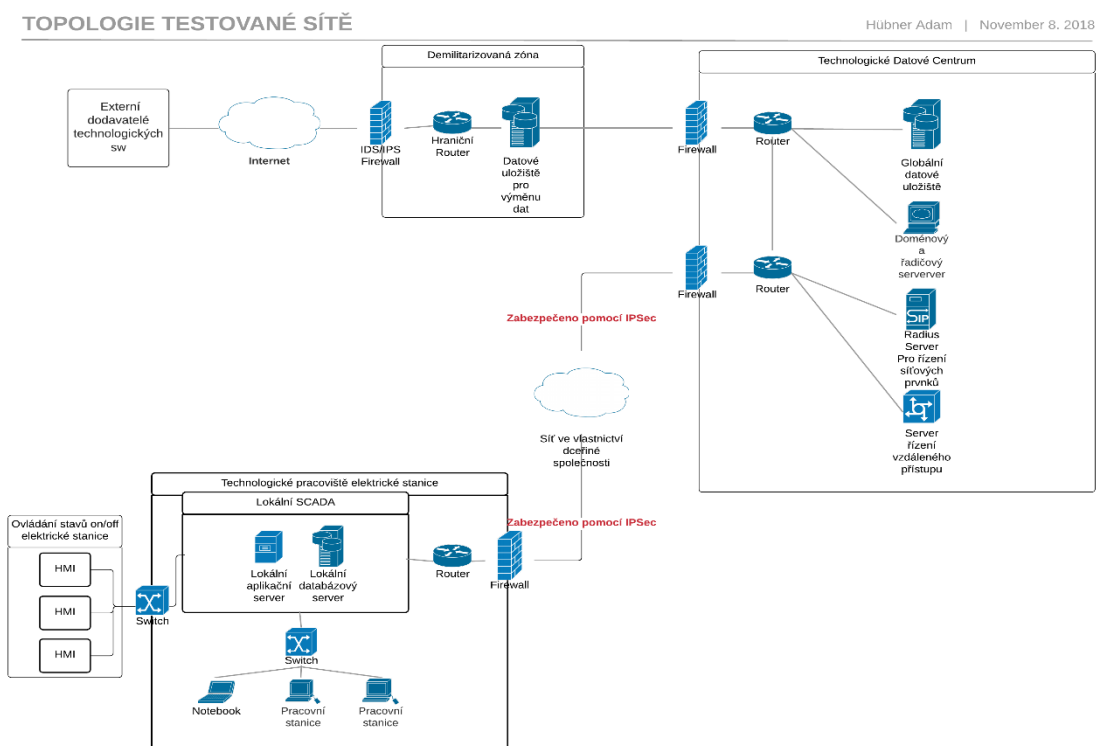 TOPOLOGIE TESTOVANÉ SÍTĚ
Hübner Adam | November 8, 2018
Demilitarizovaná zóna
Technologické Datové Centrum
Externí
dodavatelé
technologických
sw
Internet
IDS/IPS
Firewall
Hraniční
Router
Datové
uložiště
pro
výměnu
dat
Firewall
Router
Globální
datové
uložiště
Doménový
a
řadičový
serverver
Firewall
Router
Zabezpečeno pomocí IPSec
SIP
Radius
Server
Pro řízení
síťových
prvnků
Server
řízení
vzdáleného
přístupu
Síť ve vlastnictví
dceřiné
společnosti
Technologické pracoviště elektrické stanice
Lokální SCADA
Zabezpečeno pomocí IPSec
Ovládání stavů on/off
elektrické stanice
HMI
HMI
HMI
Switch
Lokální
aplikační
server
Lokální
databázový
server
Router
Firewall
Switch
Notebook
Pracovní
stanice
Pracovní
stanice